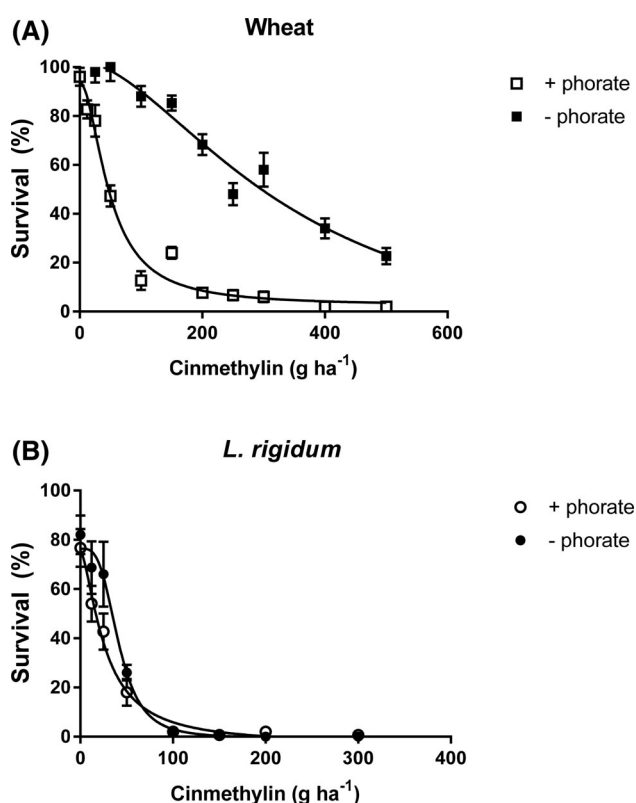 (A)
Wheat
100
80
60
40
20
0
Survival (%)
0 200 400 600
Cinmethylin (g ha⁻¹)
+ phorate
- phorate
(B)
L. rigidum
100
80
60
40
20
0
Survival (%)
0 100 200 300 400
Cinmethylin (g ha⁻¹)
+ phorate
- phorate